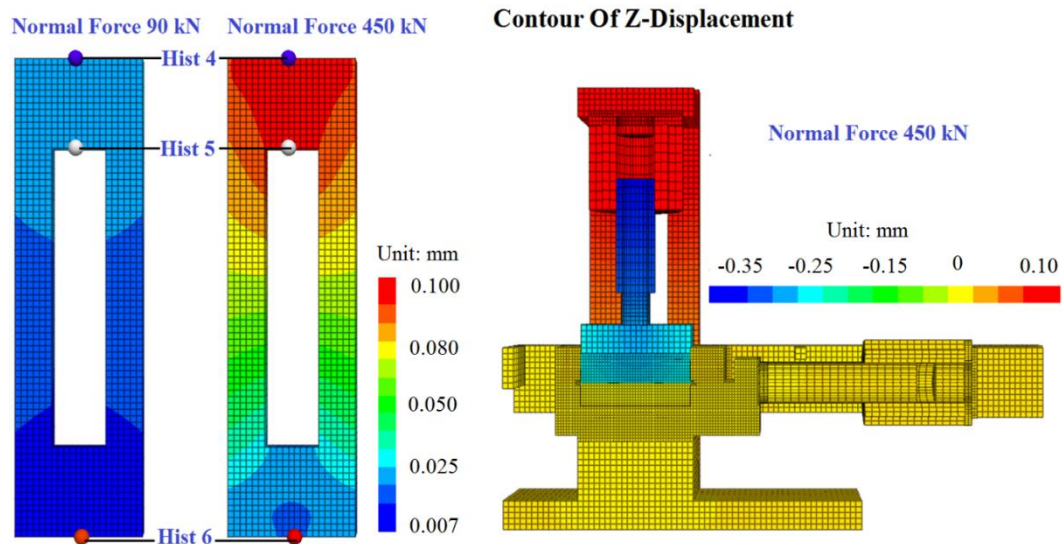 Normal Force 90 kN
Normal Force 450 kN
Contour Of Z-Displacement
Hist 4
Hist 5
Normal Force 450 kN
Unit: mm
-0.35 -0.25 -0.15 0 0.10
Unit: mm
0.100
0.080
0.050
0.025
0.007
Hist 6